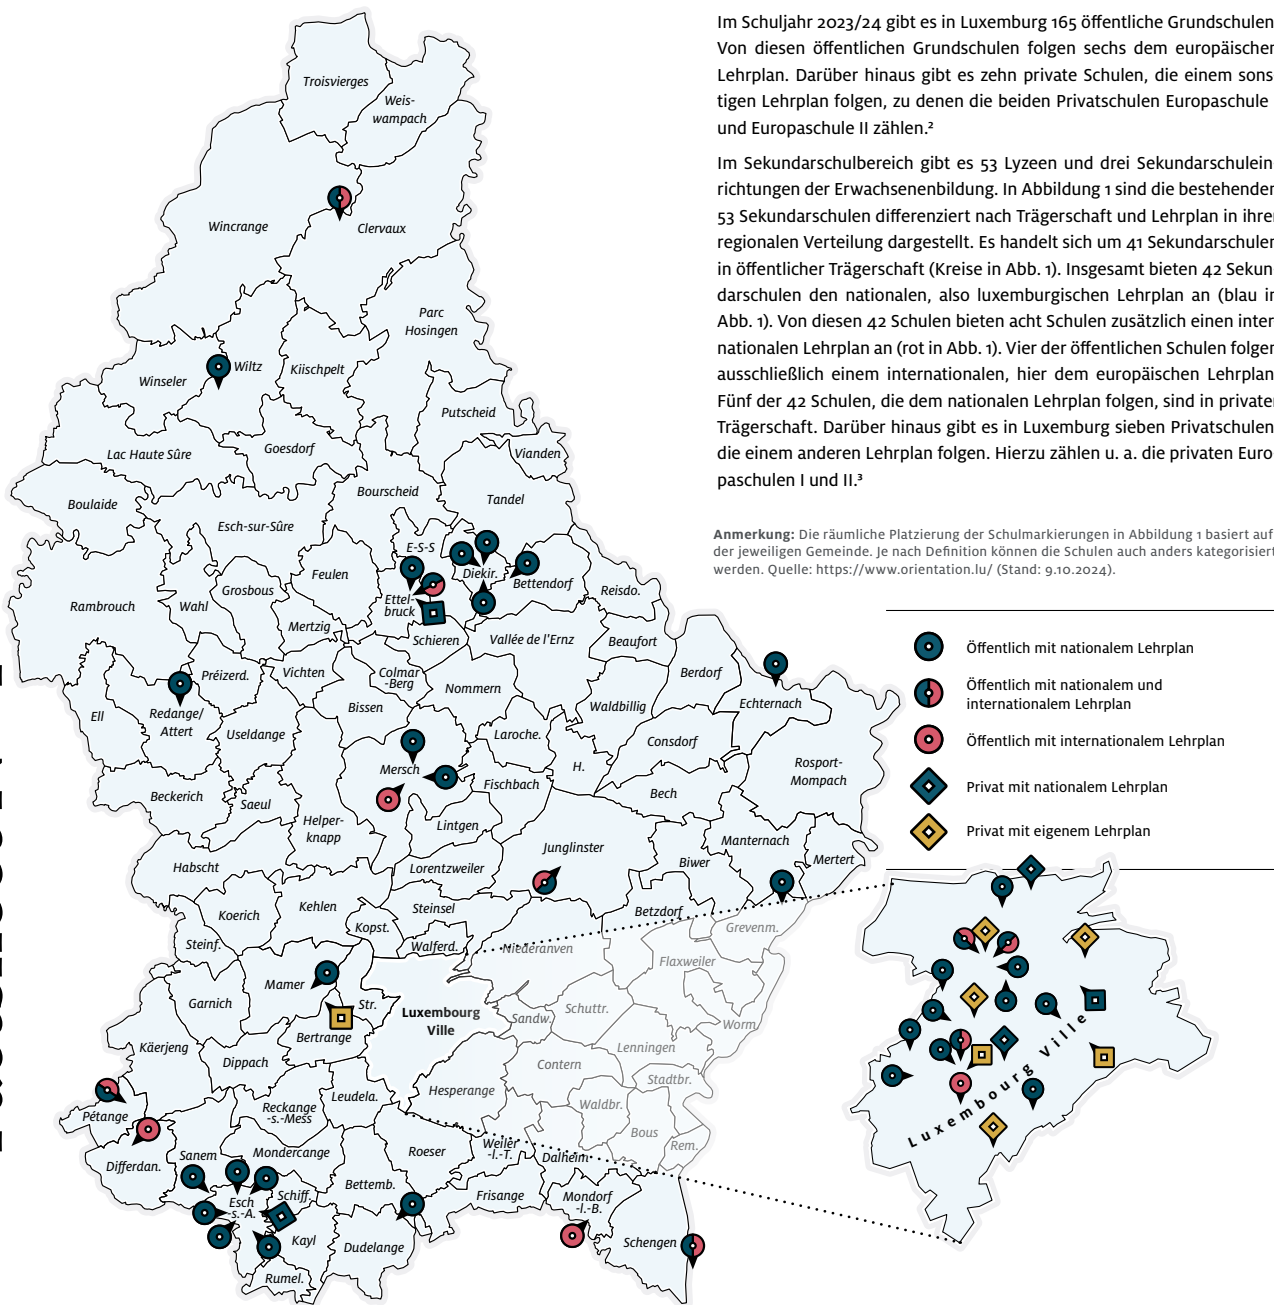 Im Schuljahr 2023/24 gibt es in Luxemburg 165 öffentliche Grundschulen
Von diesen öffentlichen Grundschulen folgen sechs dem europäischen
Lehrplan. Darüber hinaus gibt es zehn private Schulen, die einem sons
tigen Lehrplan folgen, zu denen die beiden Privatschulen Europaschule
und Europaschule II zählen.²
Im Sekundarschulbereich gibt es 53 Lyzeen und drei Sekundarschulein
richtungen der Erwachsenenbildung. In Abbildung 1 sind die bestehenden
53 Sekundarschulen differenziert nach Trägerschaft und Lehrplan in ihrer
regionalen Verteilung dargestellt. Es handelt sich um 41 Sekundarschulen
in öffentlicher Trägerschaft (Kreise in Abb. 1). Insgesamt bieten 42 Sekun
darschulen den nationalen, also luxemburgischen Lehrplan an (blau in
Abb. 1). Von diesen 42 Schulen bieten acht Schulen zusätzlich einen inter
nationalen Lehrplan an (rot in Abb. 1). Vier der öffentlichen Schulen folgen
ausschließlich einem internationalen, hier dem europäischen Lehrplan
Fünf der 42 Schulen, die dem nationalen Lehrplan folgen, sind in privater
Trägerschaft. Darüber hinaus gibt es in Luxemburg sieben Privatschulen
die einem anderen Lehrplan folgen. Hierzu zählen u. a. die privaten Euro
paschulen I und II.³
Anmerkung: Die räumliche Platzierung der Schulmarkierungen in Abbildung 1 basiert auf
der jeweiligen Gemeinde. Je nach Definition können die Schulen auch anders kategorisiert
werden. Quelle: https://www.orientation.lu/ (Stand: 9.10.2024).
Öffentlich mit nationalem Lehrplan
Öffentlich mit nationalem und
internationalem Lehrplan
Öffentlich mit internationalem Lehrplan
Privat mit nationalem Lehrplan
Privat mit eigenem Lehrplan
Troisvierges
Weis-
wampach
Wincrange
Clervaux
Parc
Hosingen
Winseler
Wiltz
Kiischpelt
Putscheid
Lac Haute Sûre
Goesdorf
Vianden
Boulaide
Bourscheid
Tandel
Esch-sur-Sûre
E-S-S
Diekir.
Bettendorf
Reisdo.
Feulen
Grosbous
Rambrouch
Wahl
Ettel-
bruck
Mertzig
Schieren
Vallée de l'Ernz
Beaufort
Préizerd.
Vichten
Colmar
-Berg
Nommern
Berdorf
Ell
Redange/
Attert
Bissen
Waldbillig
Echternach
Useldange
Laroche.
Consdorf
Rosport-
Mompach
Mersch
Fischbach
H.
Bech
Beckerich
Saeul
Helper-
knapp
Lintgen
Manternach
Junglinster
Habscht
Lorentzweiler
Biwer
Mertert
Koerich
Kehlen
Steinsel
Betzdorf
Kopst.
Grevenm.
Steinf.
Walferd.
Niederanven
Flaxweiler
Mamer
Garnich
Str.
Luxembourg
Ville
Schuttr.
Sandw.
Worm.
Bertrange
Käerjeng
Lenningen
Dippach
Contern
Stadtbr.
Hesperange
Leudela.
Waldbr.
Reckange
-s.-Mess
Pétange
Bous
Rem.
Sanem
Mondercange
Roeser
Weiler
-l.-T.
Dalheim
Differdan.
Bettemb.
Schiff.
Esch
-s.-A.
Frisange
Mondorf
-l.-B.
Kayl
Dudelange
Schengen
Rumel.
Luxembourg Ville